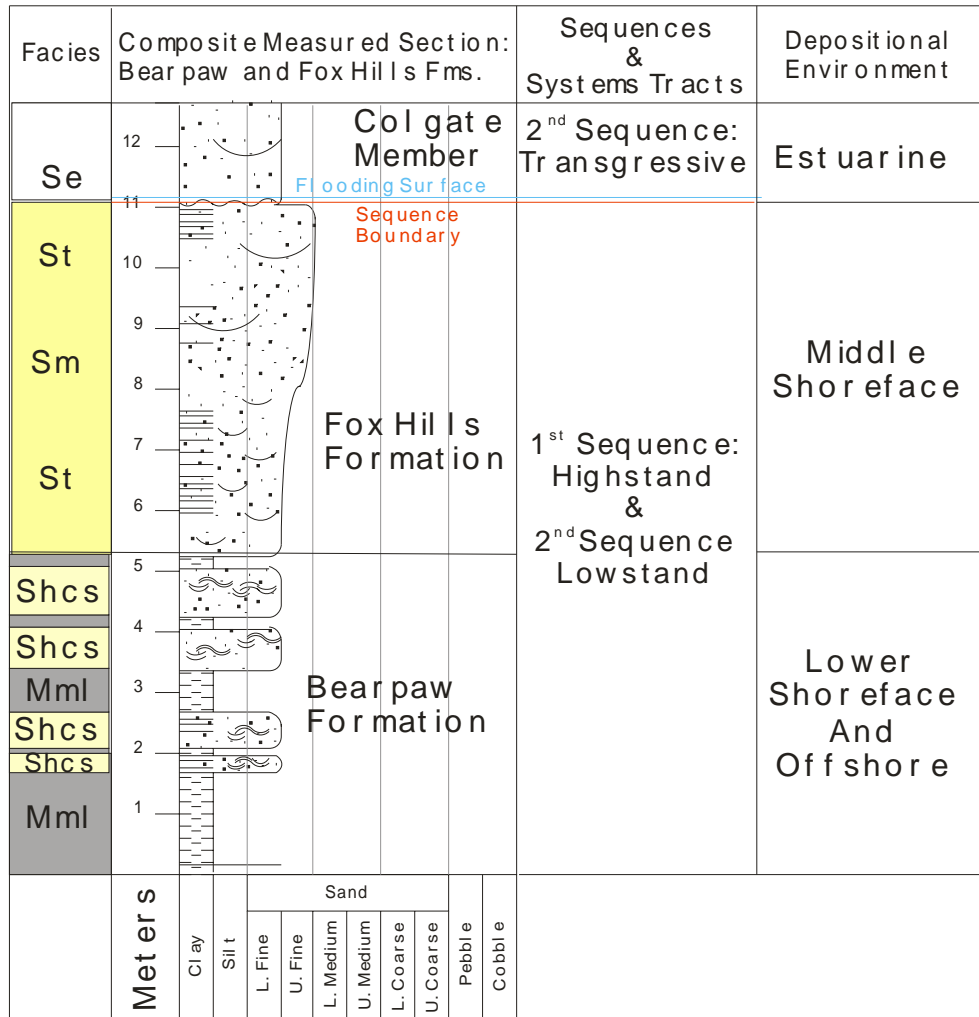 Facies
Composite Measured Section:
Bearpaw and Fox Hills Fms.
Sequences
&
Systems Tracts
Depositional
Environment
Se
12
Colgate
Member
2nd Sequence:
Transgressive
Estuarine
Flooding Surface
11
Sequence
Boundary
St
10
9
Sm
8
Middle
Shoreface
Fox Hills
Formation
7
St
6
1st Sequence:
Highstand
&
2nd Sequence
Lowstand
5
Shcs
4
Shcs
Mml
3
Bearpaw
Formation
Shcs
2
Shcs
Lower
Shoreface
And
Offshore
Mml
1
Meters
Sand
Clay
Silt
L. Fine
U. Fine
L. Medium
U. Medium
L. Coarse
U. Coarse
Pebble
Cobble